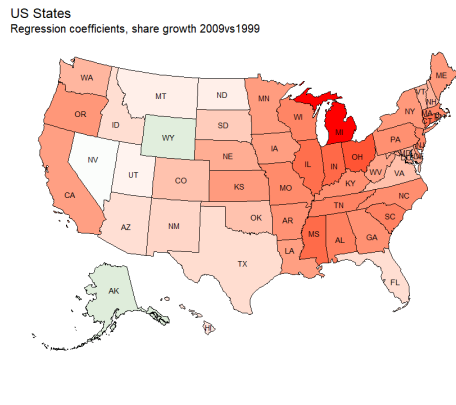 US States
Regression coefficients, share growth 2009vs1999
WA
MT
ND
MN
ME
OR
ID
SD
WI
MI
VT
NH
NY
WY
NE
IA
PA
NV
UT
CO
KS
MO
IL
IN
OH
WV
VA
KY
CA
AZ
NM
OK
AR
TN
NC
SC
TX
LA
MS
AL
GA
FL
AK